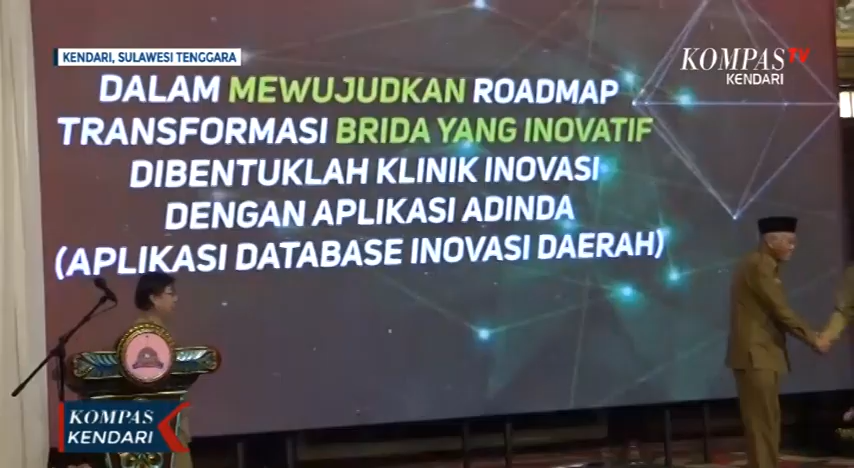 KENDARI, SULAWESI TENGGARA
KOMPAS TV
KENDARI
DALAM MEWUJUDKAN ROADMAP
TRANSFORMASI BRIDA YANG INOVATIF
DIBENTUKLAH KLINIK INOVASI
DENGAN APLIKASI ADINDA
(APLIKASI DATABASE INOVASI DAERAH)
KOMPAS
KENDARI